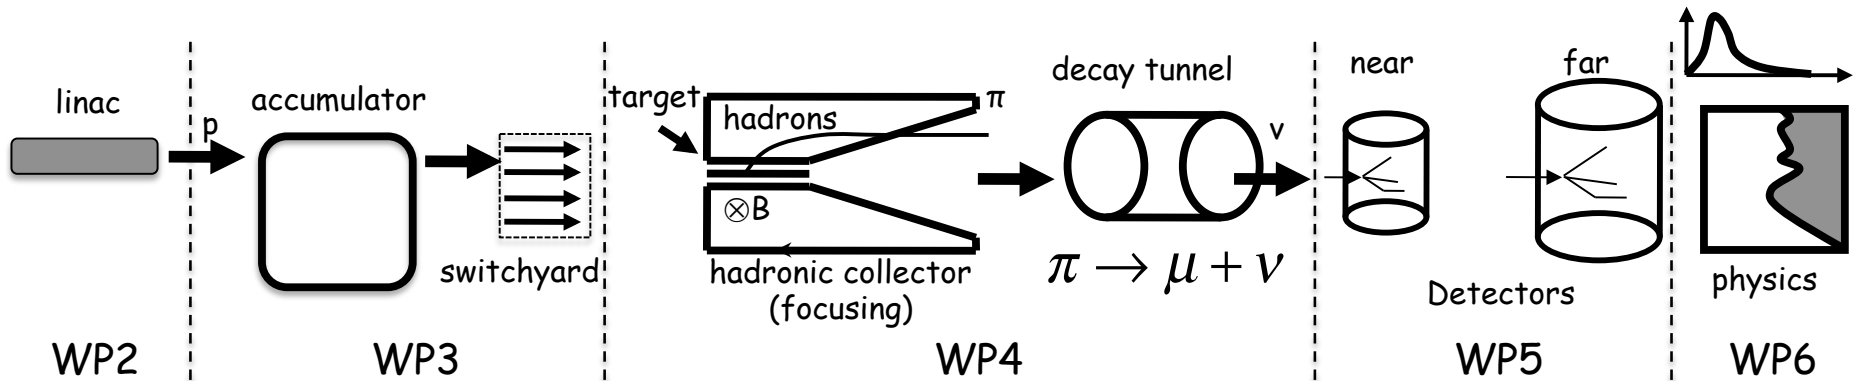 linac
p
accumulator
switchyard
target
hadrons
π
⊗B
hadronic collector
(focusing)
decay tunnel
ν
π → μ + ν
near
far
Detectors
physics
WP2
WP3
WP4
WP5
WP6